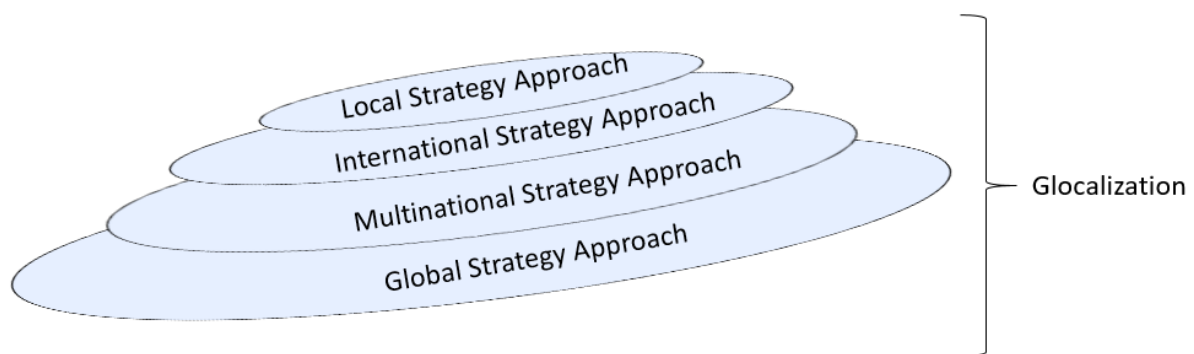 Local Strategy Approach
International Strategy Approach
Multinational Strategy Approach
Global Strategy Approach
Glocalization